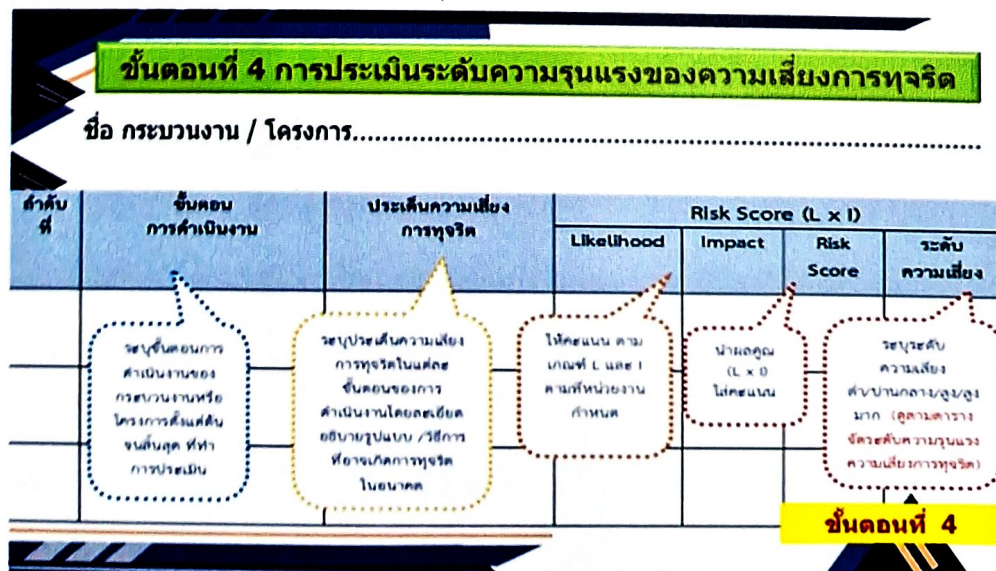 ขั้นตอนที่ 4 การประเมินระดับความรุนแรงของความเสี่ยงการทุจริต
ชื่อ กระบวนงาน / โครงการ....................................................................................
ลำดับ
ที่
ขั้นตอน
การดำเนินงาน
ประเด็นความเสี่ยง
การทุจริต
Risk Score (L x I)
Likelihood
Impact
Risk
Score
ระดับ
ความเสี่ยง
ระบุขั้นตอนการ
ดำเนินงานของ
กระบวนงานหรือ
โครงการตั้งแต่ต้น
จนสิ้นสุด ที่ทำ
การประเมิน
ระบุประเด็นความเสี่ยง
การทุจริตในแต่ละ
ขั้นตอนของการ
ดำเนินงานโดยละเอียด
อธิบายรูปแบบ /วิธีการ
ที่อาจเกิดการทุจริต
ในอนาคต
ให้คะแนน ตาม
เกณฑ์ L และ I
ตามที่หน่วยงาน
กำหนด
นำผลคูณ
(L x I)
ใส่คะแนน
ระบุระดับ
ความเสี่ยง
ต่ำ/ปานกลาง/สูง/สูง
มาก (ดูตามตาราง
จัดระดับความรุนแรง
ความเสี่ยงการทุจริต)
ขั้นตอนที่ 4